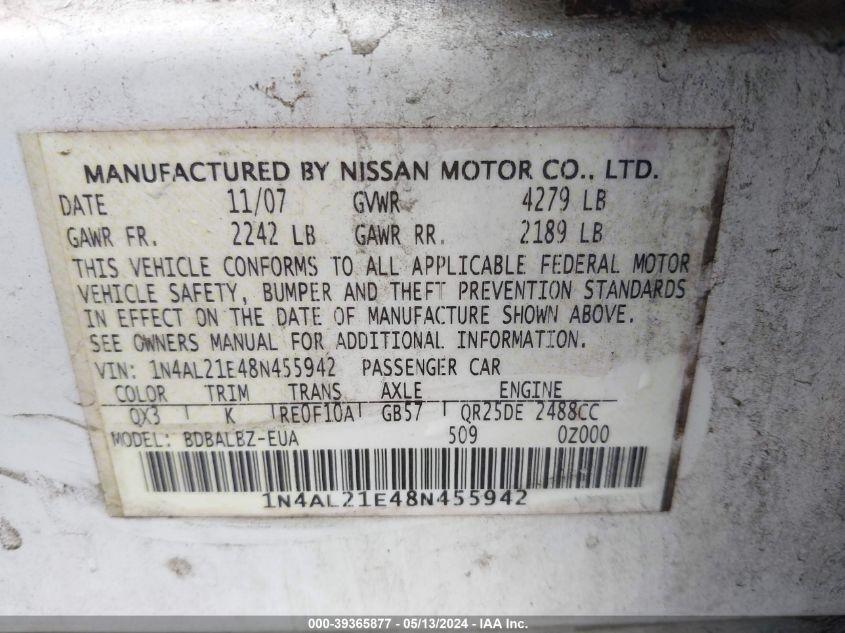 MANUFACTURED BY NISSAN MOTOR CO., LTD.
DATE 11/07 GVWR 4279 LB
GAWR FR. 2242 LB GAWR RR. 2189 LB
THIS VEHICLE CONFORMS TO ALL APPLICABLE FEDERAL MOTOR
VEHICLE SAFETY, BUMPER AND THEFT PREVENTION STANDARDS
IN EFFECT ON THE DATE OF MANUFACTURE SHOWN ABOVE.
SEE OWNERS MANUAL FOR ADDITIONAL INFORMATION.
VIN: 1N4AL21E48N455942 PASSENGER CAR
COLOR TRIM TRANS AXLE ENGINE
QX3 K RE0F10A GB57 QR25DE 2488CC
MODEL: BDBALBZ-EUA 509 0Z000
1N4AL21E48N455942
000-39365877 - 05/13/2024 - IAA Inc.